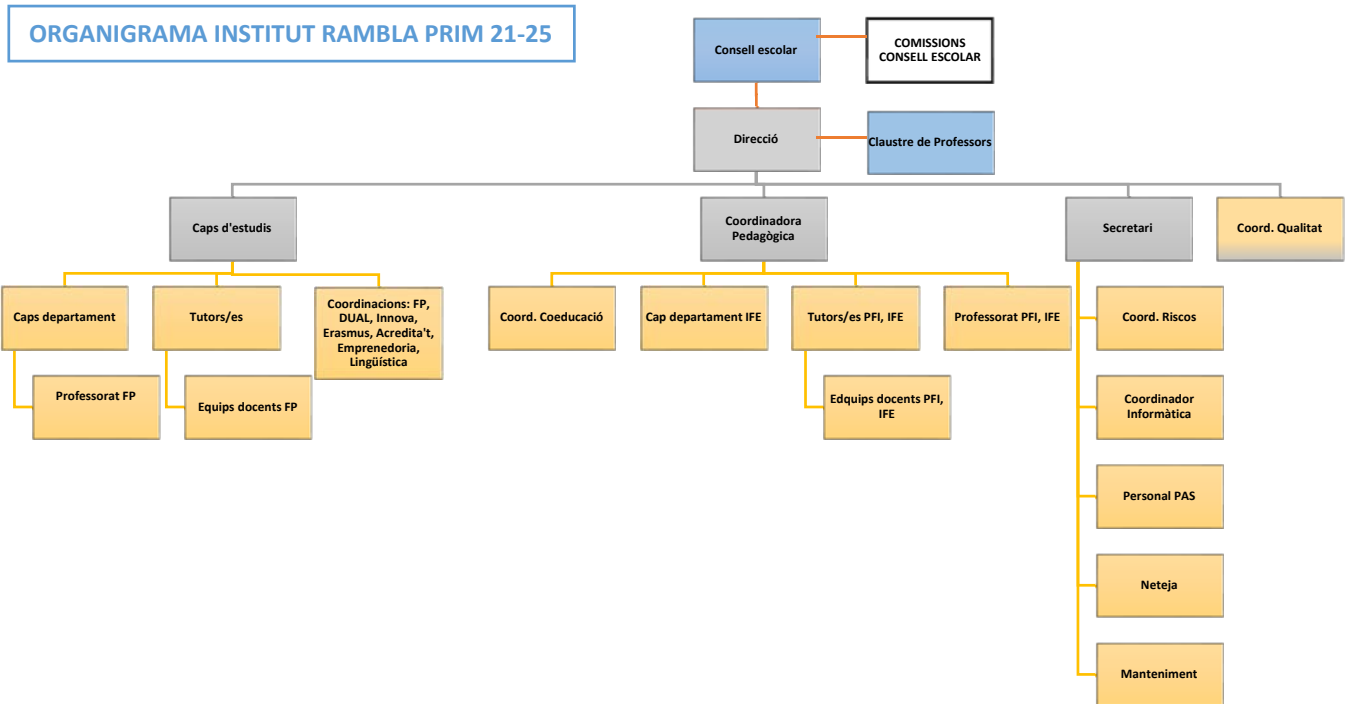 ORGANIGRAMA INSTITUT RAMBLA PRIM 21-25
Consell escolar
COMISSIONS
CONSELL ESCOLAR
Direcció
Claustre de Professors
Caps d'estudis
Coordinadora
Pedagògica
Secretari
Coord. Qualitat
Caps departament
Tutors/es
Coordinacions: FP,
DUAL, Innova,
Erasmus, Acredita't,
Emprenedoria,
Lingüística
Coord. Coeducació
Cap departament IFE
Tutors/es PFI, IFE
Professorat PFI, IFE
Coord. Riscos
Professorat FP
Equips docents FP
Edquips docents PFI,
IFE
Coordinador
Informàtica
Personal PAS
Neteja
Manteniment